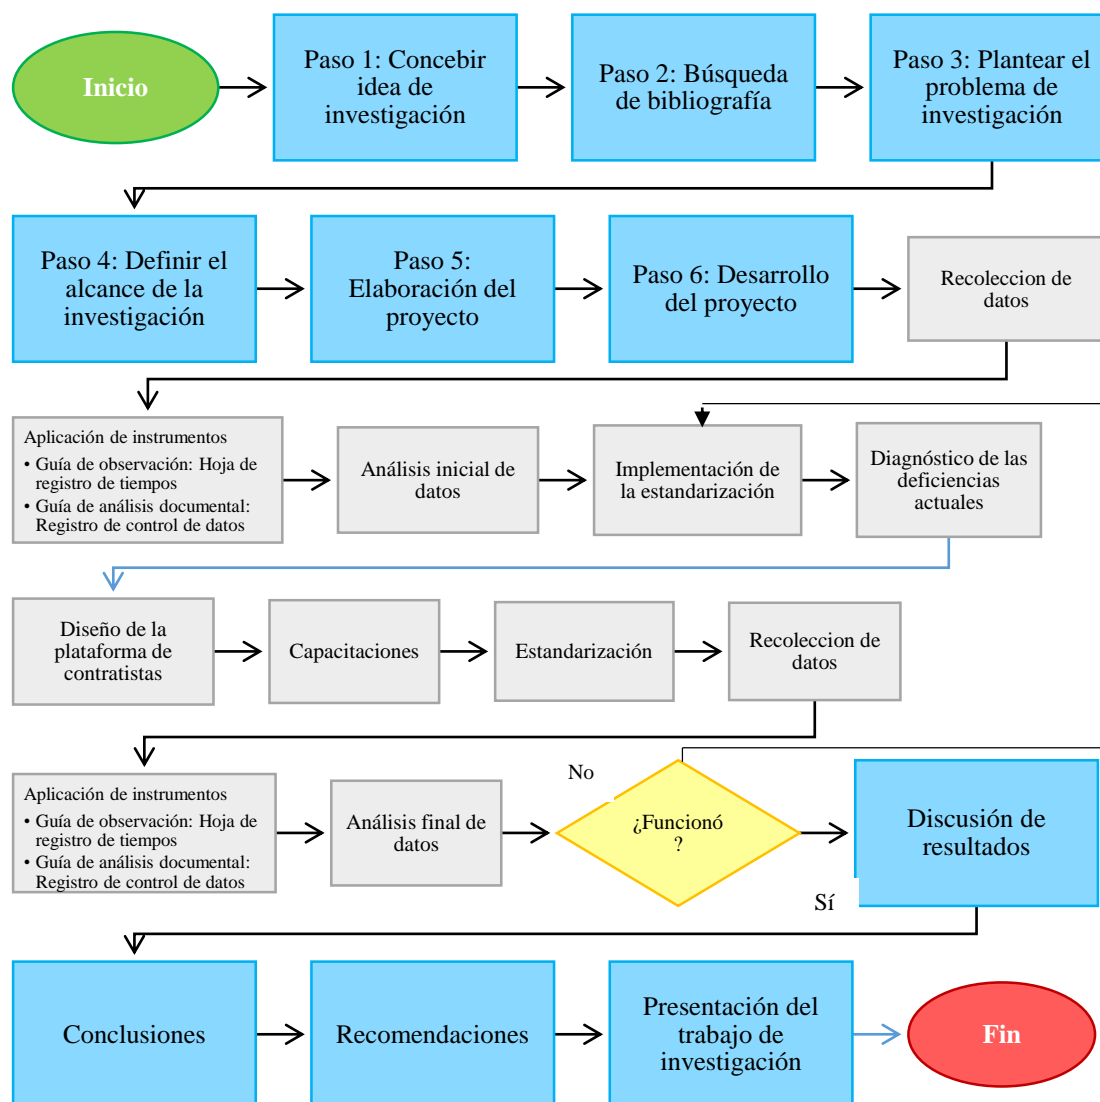 Inicio
Paso 1: Concebir
idea de
investigación
Paso 2: Búsqueda
de bibliografía
Paso 3: Plantear el
problema de
investigación
Paso 4: Definir el
alcance de la
investigación
Paso 5:
Elaboración del
proyecto
Paso 6: Desarrollo
del proyecto
Recoleccion de
datos
Aplicación de instrumentos
• Guía de observación: Hoja de
registro de tiempos
• Guía de análisis documental:
Registro de control de datos
Análisis inicial de
datos
Implementación de
la estandarización
Diagnóstico de las
deficiencias
actuales
Diseño de la
plataforma de
contratistas
Capacitaciones
Estandarización
Recoleccion de
datos
Aplicación de instrumentos
• Guía de observación: Hoja de
registro de tiempos
• Guía de análisis documental:
Registro de control de datos
Análisis final de
datos
No
¿Funcionó
?
Sí
Discusión de
resultados
Conclusiones
Recomendaciones
Presentación del
trabajo de
investigación
Fin